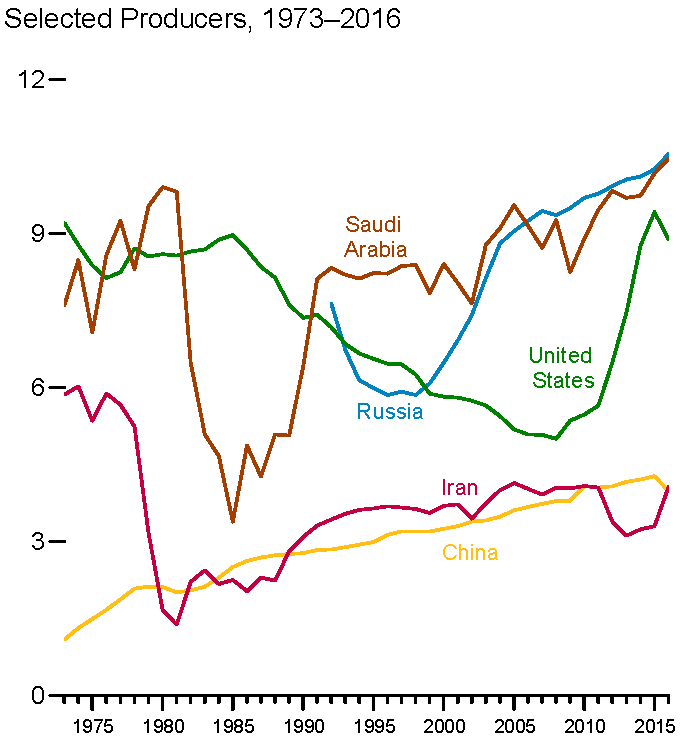 Selected Producers, 1973–2016
12
9
6
3
0
Saudi
Arabia
United
States
Russia
Iran
China
1975 1980 1985 1990 1995 2000 2005 2010 2015